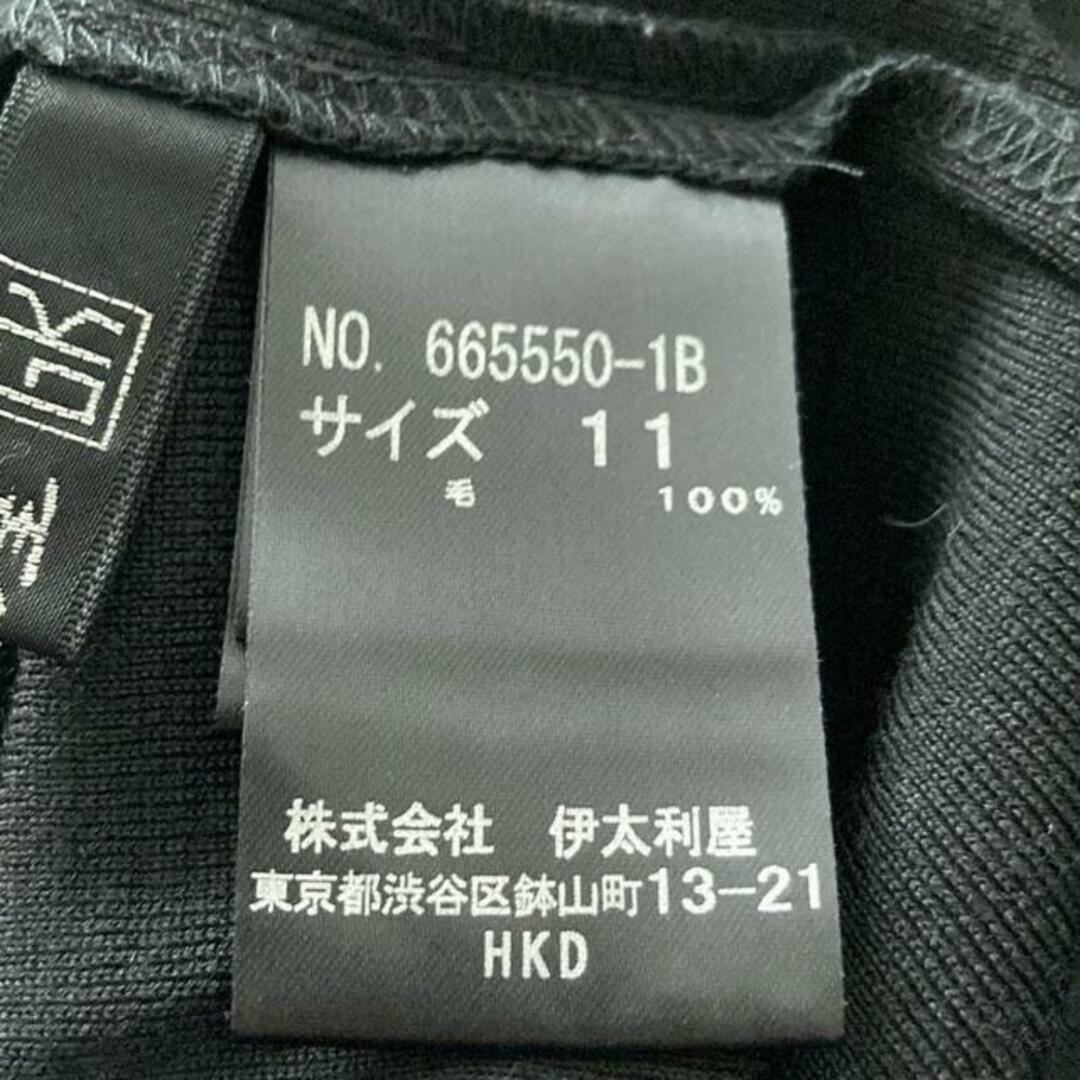 NO. 665550-1B
サイズ 11
毛 100%
株式会社 伊太利屋
東京都渋谷区鉢山町13-21
HKD
GK